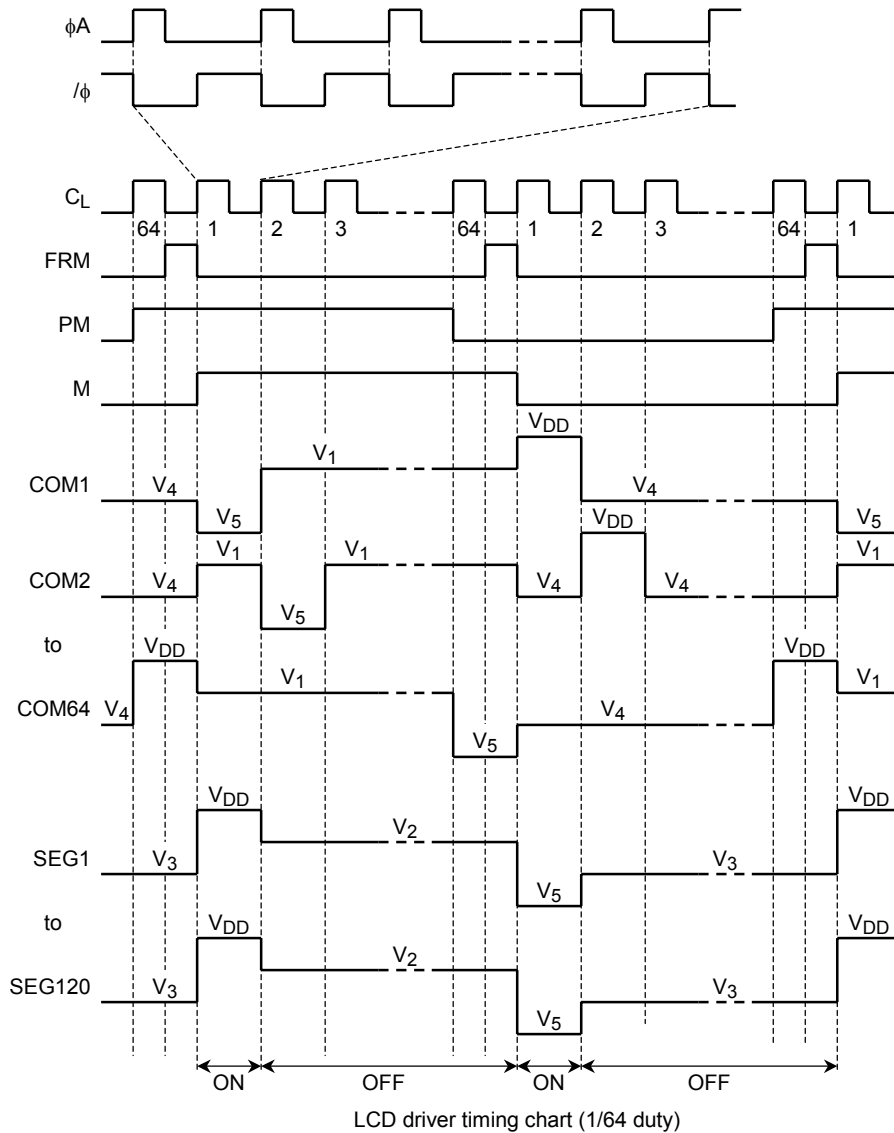 ϕA
/ϕ
CL
64 1 2 3 64 1 2 3 64 1
FRM
PM
M
VDD
V1
COM1 V4 V4
V5 VDD V5
V1 V1 V1
COM2 V4 V4 V4
V5
to VDD VDD
V1 V1
COM64 V4 V4
V5
VDD VDD
V2
SEG1 V3 V3
V5
to VDD VDD
V2
SEG120 V3 V3
V5
ON OFF ON OFF
LCD driver timing chart (1/64 duty)